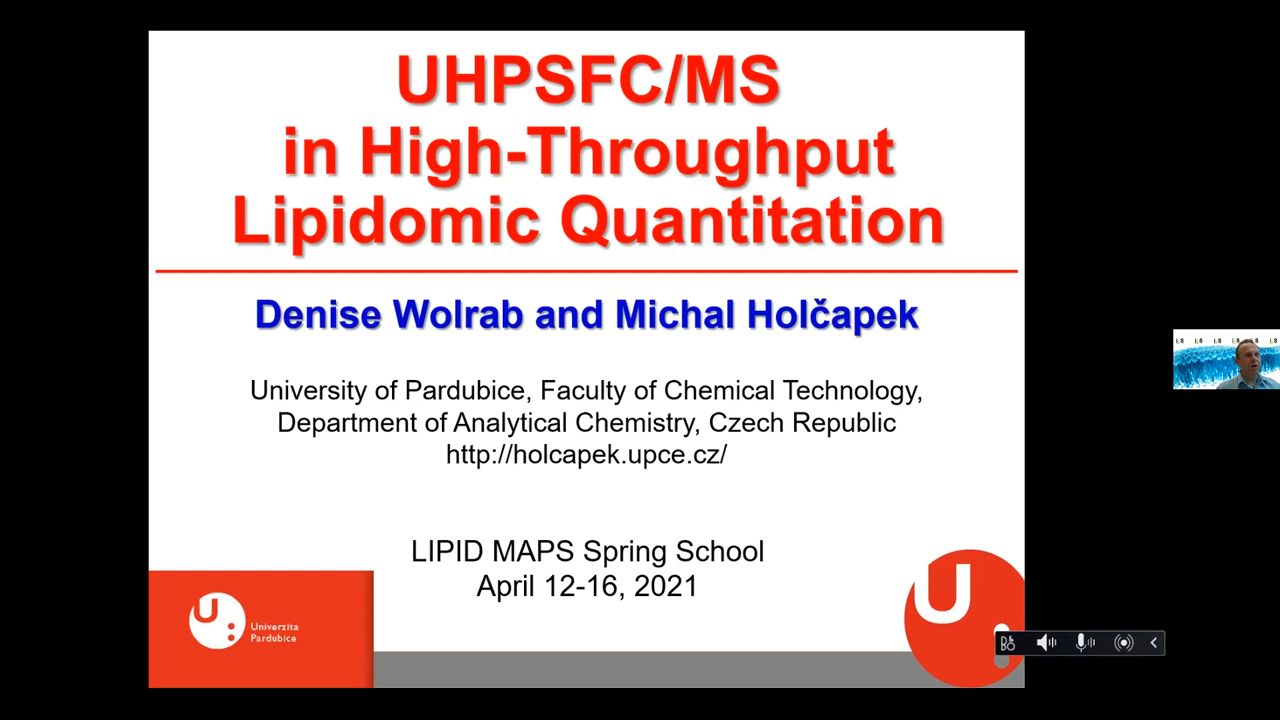 UHPSFC/MS
in High-Throughput
Lipidomic Quantitation
Denise Wolrab and Michal Holčapek
University of Pardubice, Faculty of Chemical Technology,
Department of Analytical Chemistry, Czech Republic
http://holcapek.upce.cz/
LIPID MAPS Spring School
April 12-16, 2021
Univerzita
Pardubice